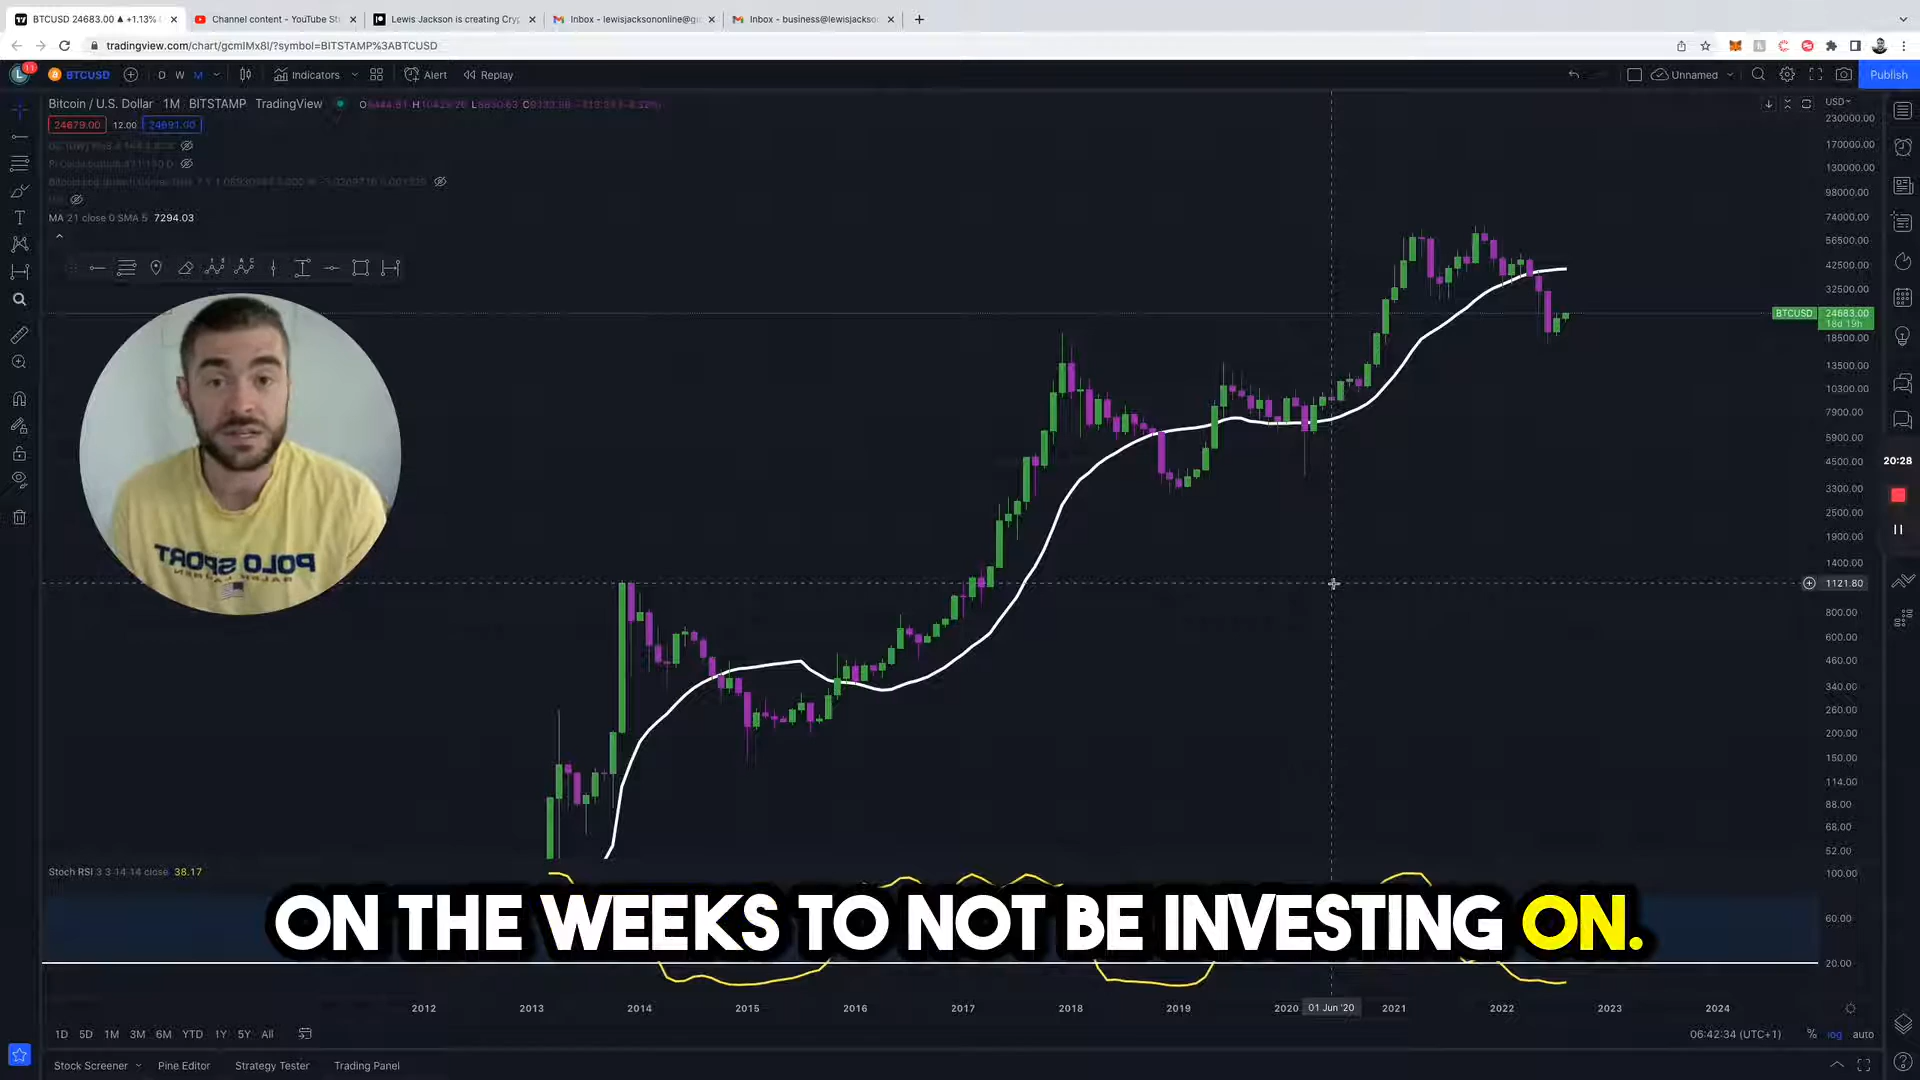 BTCUSD 24683.00 ▲ +1.13%
Channel content - YouTube St
Lewis Jackson is creating Cryp
Inbox - lewisjacksononline@g
Inbox - business@lewisjackso
tradingview.com/chart/gcmIMx8l/?symbol=BITSTAMP%3ABTCUSD
L 11 BTCUSD D W M Indicators Alert Replay Unnamed Publish
Bitcoin / U.S. Dollar 1M BITSTAMP TradingView
24679.00 12.00 24691.00
MA 21 close 0 SMA 5 7294.03
USD
230000.00
170000.00
130000.00
98000.00
74000.00
56500.00
42500.00
32500.00
BTCUSD 24683.00
18d 19h
18500.00
13500.00
10300.00
7900.00
5900.00
4500.00
3300.00
2500.00
1900.00
1400.00
1121.80
800.00
600.00
460.00
340.00
260.00
200.00
150.00
114.00
88.00
68.00
52.00
20:28
POLO SPORT
Stoch RSI 3 3 14 14 close 38.17
100.00
60.00
20.00
ON THE WEEKS TO NOT BE INVESTING ON.
2012 2013 2014 2015 2016 2017 2018 2019 2020 01 Jun '20 2021 2022 2023 2024
1D 5D 1M 3M 6M YTD 1Y 5Y All 06:42:34 (UTC+1) % log auto
Stock Screener Pine Editor Strategy Tester Trading Panel